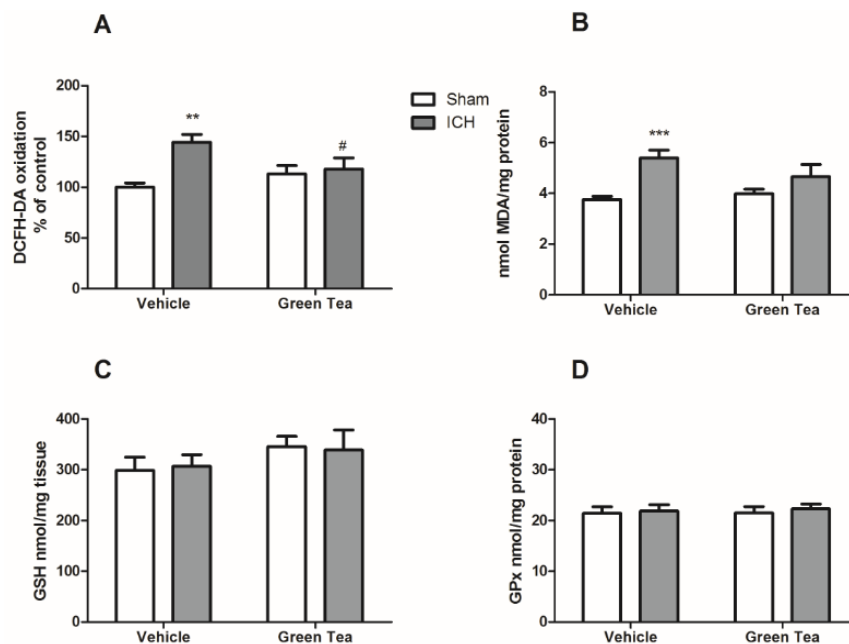 A
DCFH-DA oxidation
% of control
200
150
100
50
0
**
#
Vehicle
Green Tea
Sham
ICH
B
nmol MDA/mg protein
8
6
4
2
0
***
Vehicle
Green Tea
C
GSH nmol/mg tissue
400
300
200
100
0
Vehicle
Green Tea
D
GPx nmol/mg protein
40
30
20
10
0
Vehicle
Green Tea